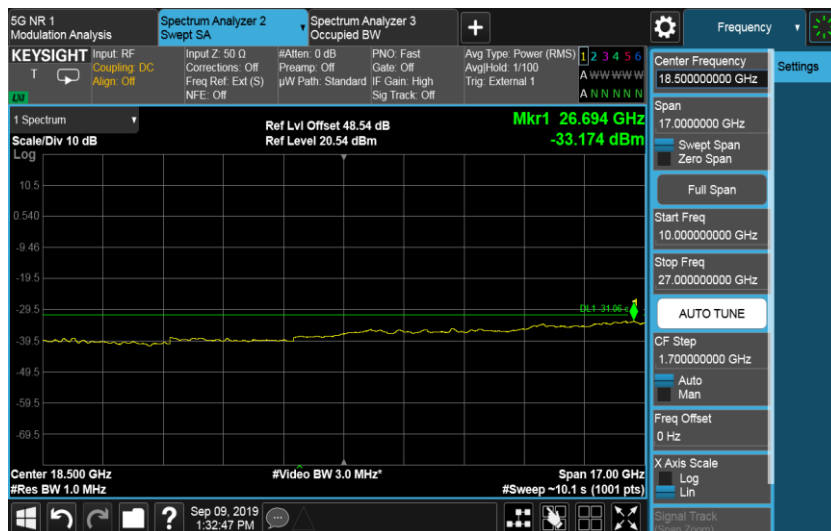 5G NR 1
Modulation Analysis
Spectrum Analyzer 2
Swept SA
Spectrum Analyzer 3
Occupied BW
+
Frequency
KEYSIGHT
T
LXI
Input: RF
Coupling: DC
Align: Off
Input Z: 50 Ω
Corrections: Off
Freq Ref: Ext (S)
NFE: Off
#Atten: 0 dB
Preamp: Off
µW Path: Standard
PNO: Fast
Gate: Off
IF Gain: High
Sig Track: Off
Avg Type: Power (RMS)
Avg|Hold: 1/100
Trig: External 1
1 2 3 4 5 6
A W W W W W
A N N N N N
Center Frequency
18.500000000 GHz
Settings
Span
17.0000000 GHz
Swept Span
Zero Span
Full Span
Start Freq
10.000000000 GHz
Stop Freq
27.000000000 GHz
AUTO TUNE
CF Step
1.700000000 GHz
Auto
Man
Freq Offset
0 Hz
X Axis Scale
Log
Lin
Signal Track
(Span Zoom)
1 Spectrum
Scale/Div 10 dB
Log
Ref Lvl Offset 48.54 dB
Ref Level 20.54 dBm
Mkr1 26.694 GHz
-33.174 dBm
10.5
0.540
-9.46
-19.5
-29.5
-39.5
-49.5
-59.5
-69.5
1
Center 18.500 GHz
#Video BW 3.0 MHz*
Span 17.00 GHz
#Res BW 1.0 MHz
#Sweep ~10.1 s (1001 pts)
?
Sep 09, 2019
1:32:47 PM